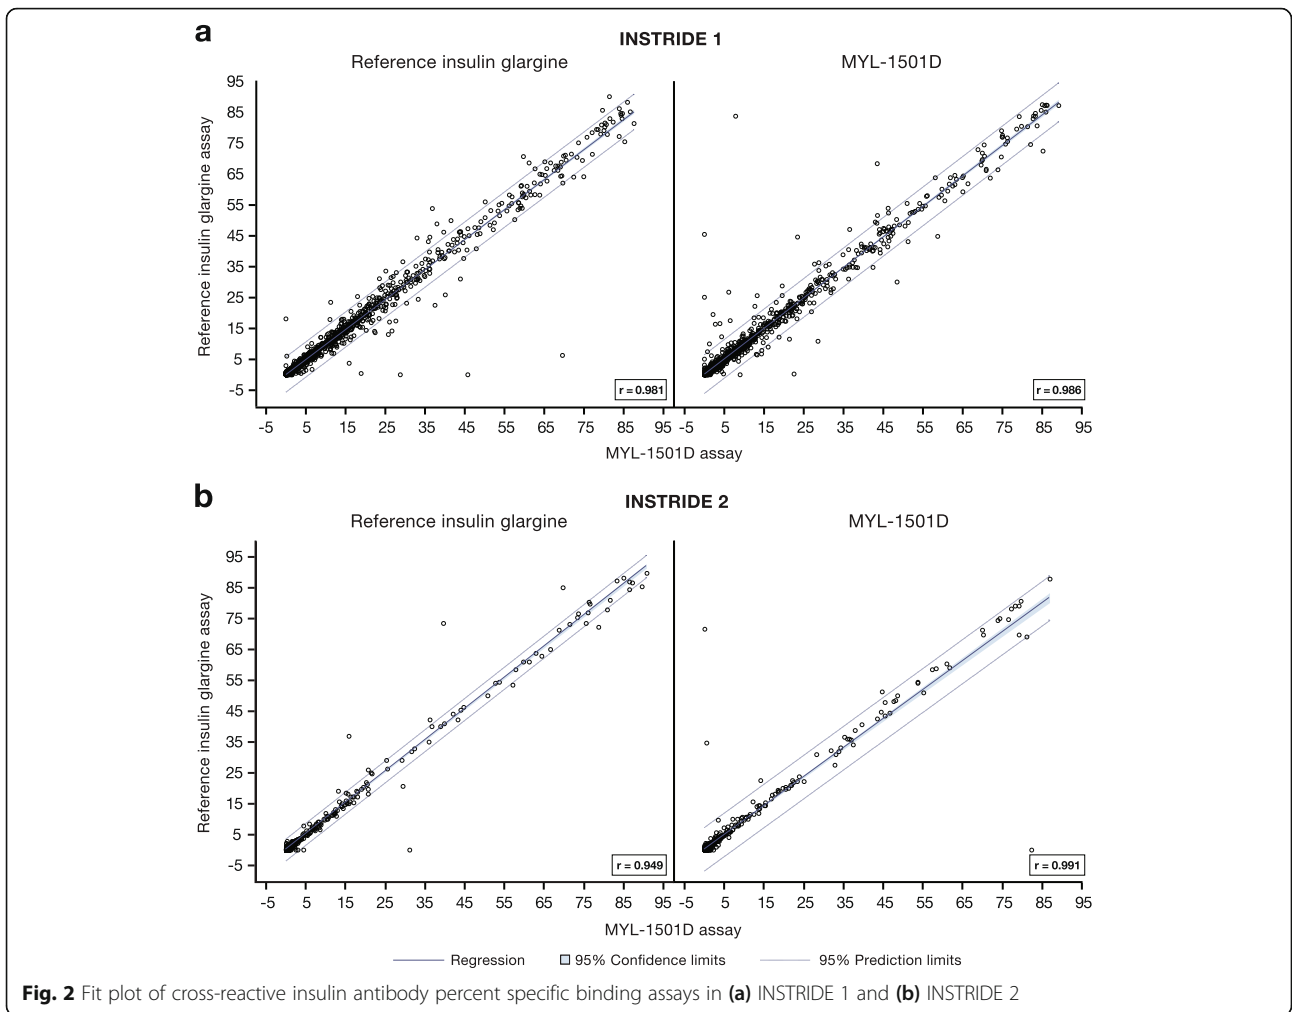 a
INSTRIDE 1
Reference insulin glargine
MYL-1501D
Reference insulin glargine assay
95
85
75
65
55
45
35
25
15
5
-5
r = 0.981
r = 0.986
-5 5 15 25 35 45 55 65 75 85 95
-5 5 15 25 35 45 55 65 75 85 95
MYL-1501D assay
b
INSTRIDE 2
Reference insulin glargine
MYL-1501D
Reference insulin glargine assay
95
85
75
65
55
45
35
25
15
5
-5
r = 0.949
r = 0.991
-5 5 15 25 35 45 55 65 75 85 95
-5 5 15 25 35 45 55 65 75 85 95
MYL-1501D assay
Regression
95% Confidence limits
95% Prediction limits
Fig. 2 Fit plot of cross-reactive insulin antibody percent specific binding assays in (a) INSTRIDE 1 and (b) INSTRIDE 2